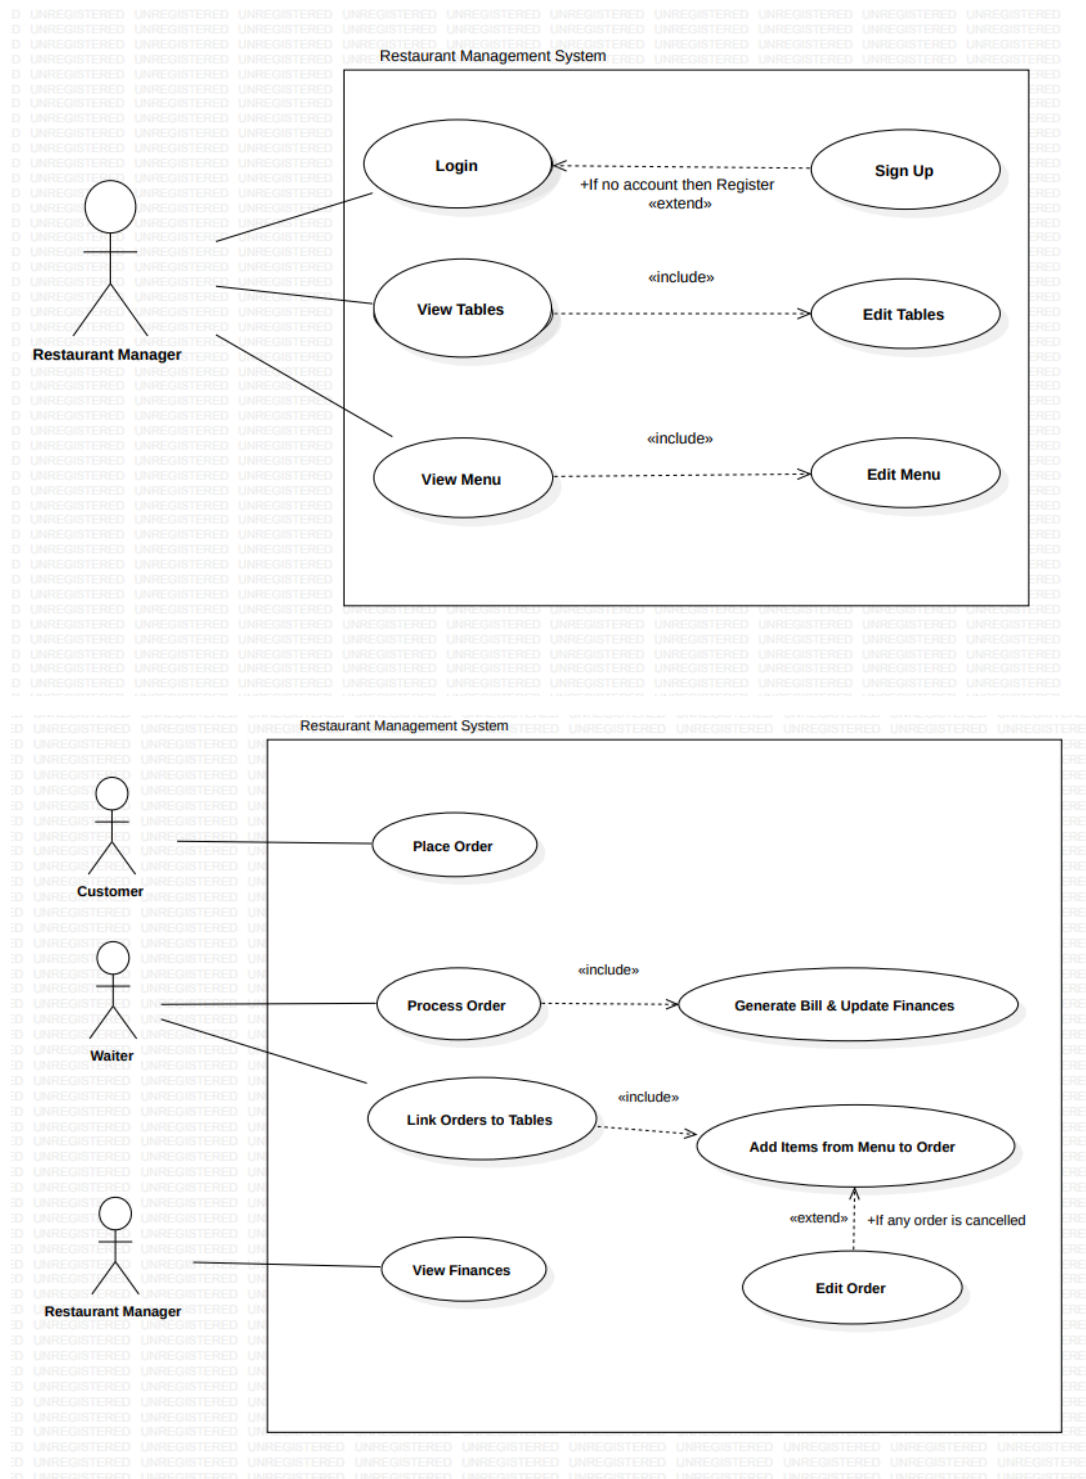 Restaurant Management System
Login
Sign Up
+If no account then Register
«extend»
Restaurant Manager
«include»
View Tables
Edit Tables
«include»
View Menu
Edit Menu
Restaurant Management System
Customer
Place Order
Waiter
«include»
Process Order
Generate Bill & Update Finances
«include»
Link Orders to Tables
Add Items from Menu to Order
«extend»
+If any order is cancelled
Restaurant Manager
View Finances
Edit Order
UNREGISTERED